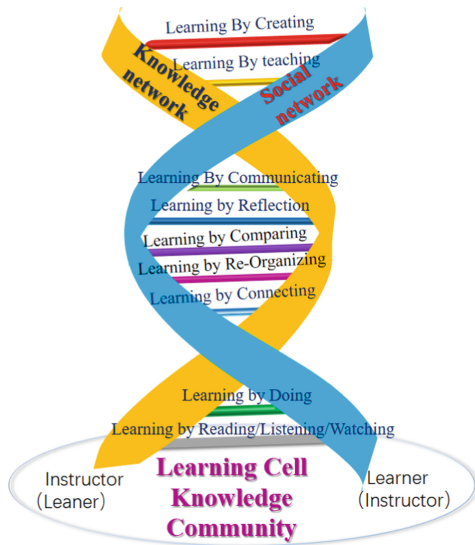 Learning By Creating
Learning By teaching
Knowledge
network
Social
network
Learning By Communicating
Learning by Reflection
Learning by Comparing
Learning by Re-Organizing
Learning by Connecting
Learning by Doing
Learning by Reading/Listening/Watching
Instructor
(Leaner)
Learning Cell
Knowledge
Community
Learner
(Instructor)